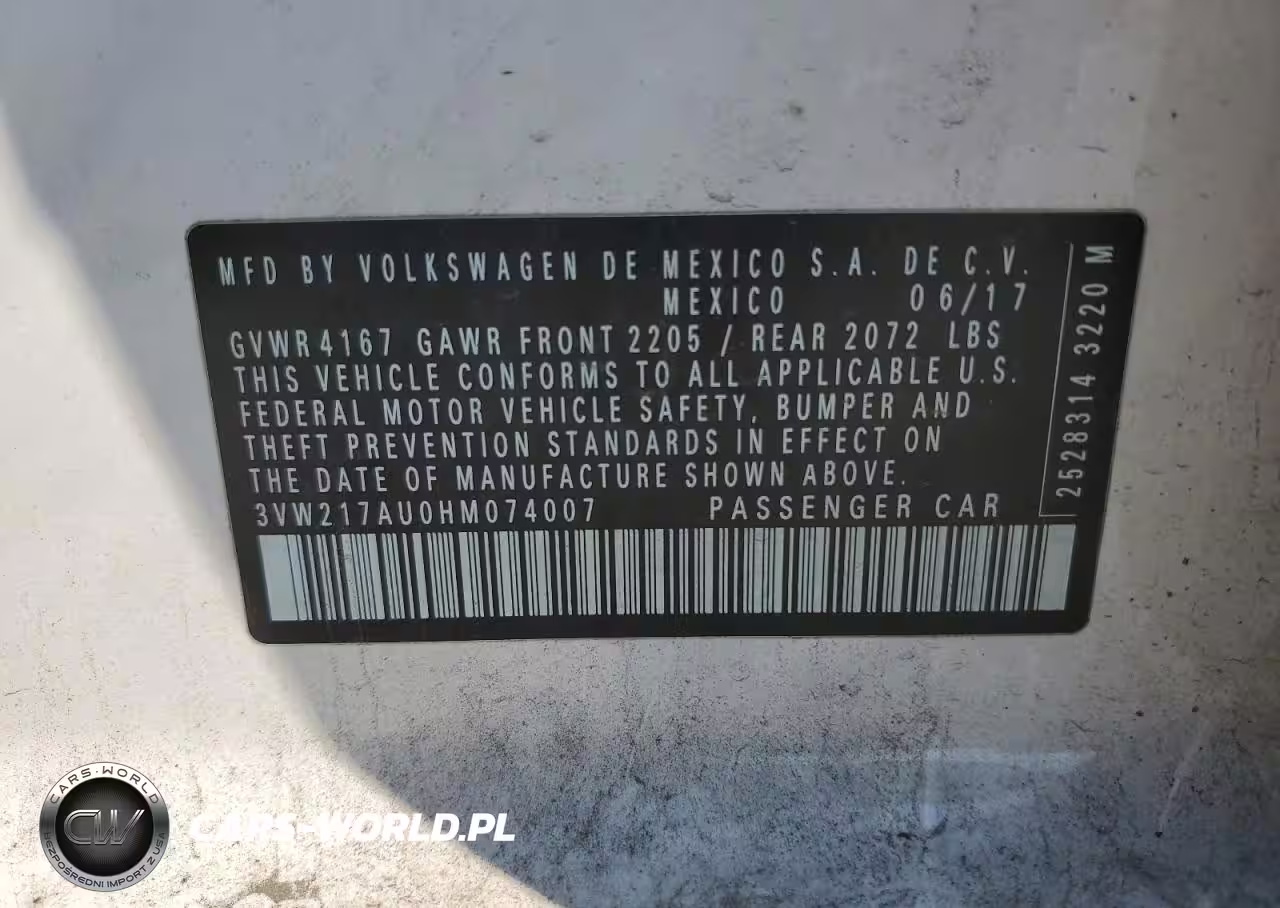 MFD BY VOLKSWAGEN DE MEXICO S.A. DE C.V.
MEXICO 06/17
GVWR 4167 GAWR FRONT 2205 / REAR 2072 LBS
THIS VEHICLE CONFORMS TO ALL APPLICABLE U.S.
FEDERAL MOTOR VEHICLE SAFETY, BUMPER AND
THEFT PREVENTION STANDARDS IN EFFECT ON
THE DATE OF MANUFACTURE SHOWN ABOVE.
3VW217AU0HM074007 PASSENGER CAR
2528314 3220 M
CARS-WORLD
CW
BEZPOŚREDNI IMPORT Z USA
CARS-WORLD.PL